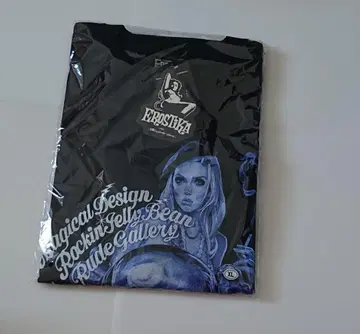 EROSTIKA
Magical Design
Rockin' Jelly Bean
Rude Gallery
XL